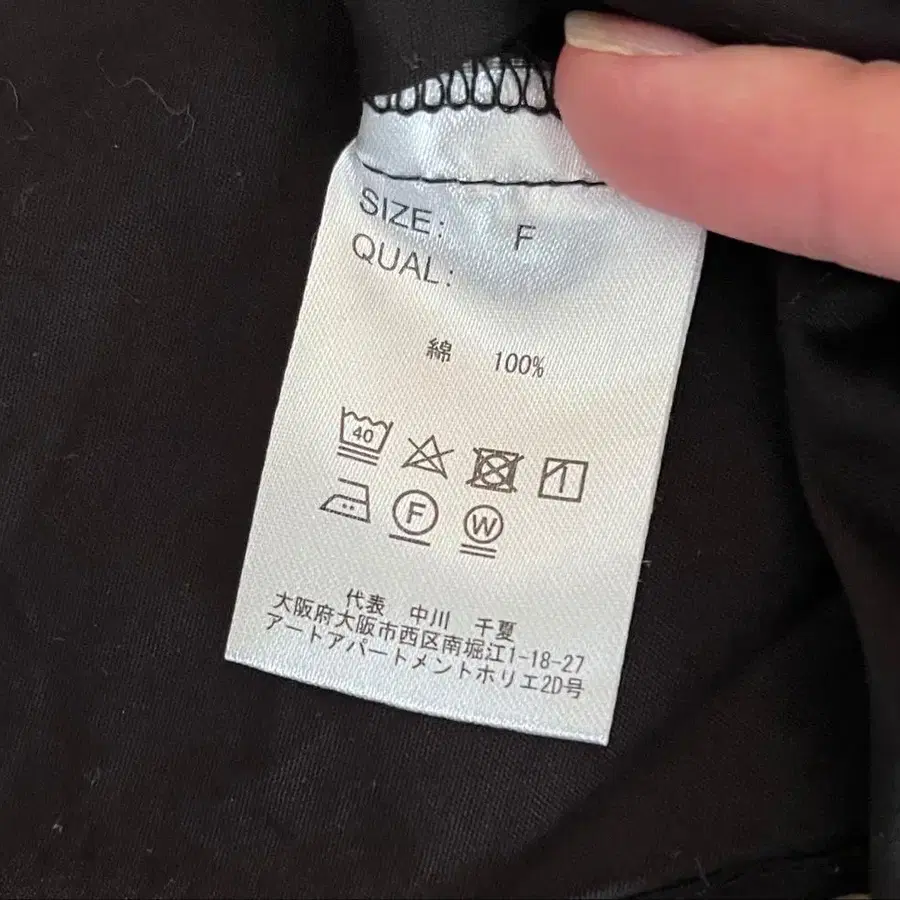 SIZE: F
QUAL:
綿 100%
40
F W
代表 中川 千夏
大阪府大阪市西区南堀江1-18-27
アートアパートメントホリエ2D号